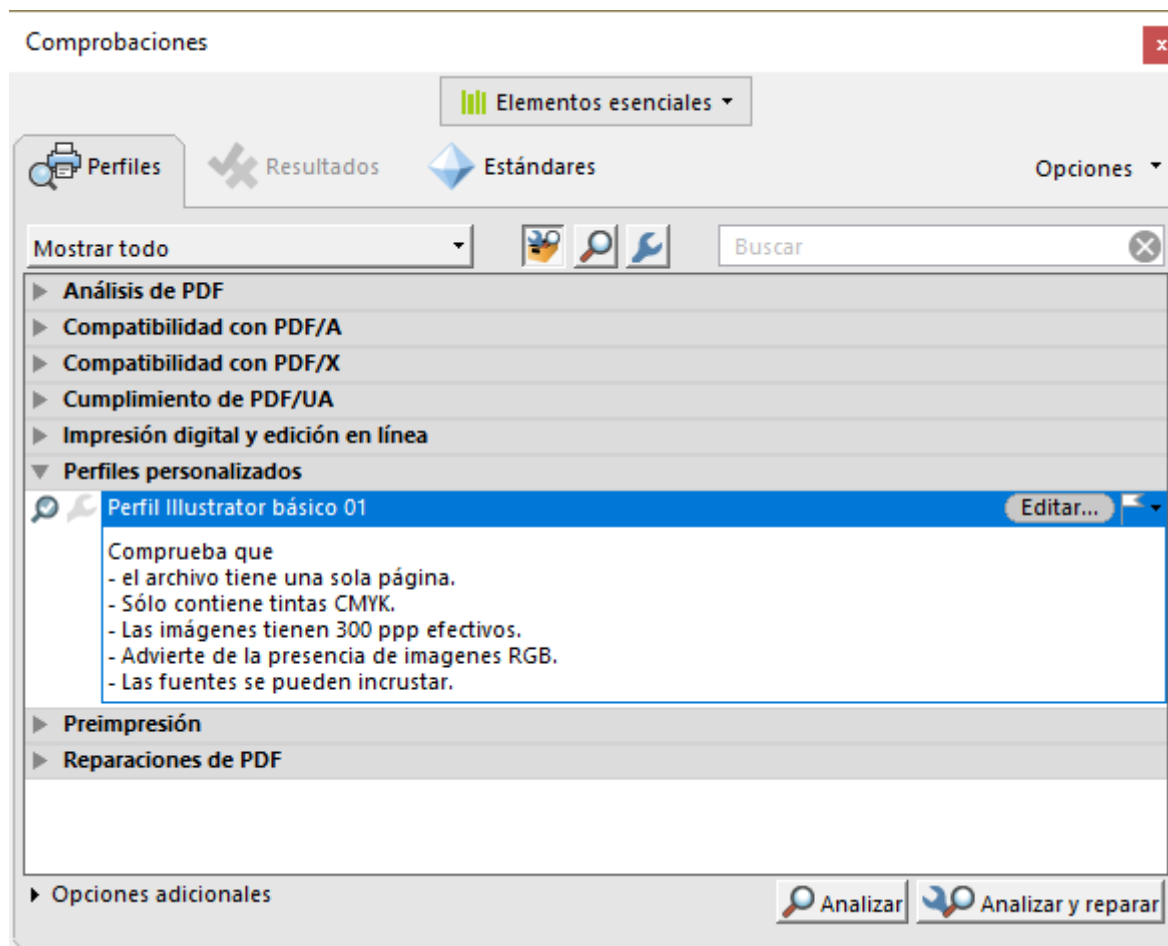 Comprobaciones
x
Elementos esenciales
Perfiles
Resultados
Estándares
Opciones
Mostrar todo
Buscar
Análisis de PDF
Compatibilidad con PDF/A
Compatibilidad con PDF/X
Cumplimiento de PDF/UA
Impresión digital y edición en línea
Perfiles personalizados
Perfil Illustrator básico 01
Editar...
Comprueba que
- el archivo tiene una sola página.
- Sólo contiene tintas CMYK.
- Las imágenes tienen 300 ppp efectivos.
- Advierte de la presencia de imagenes RGB.
- Las fuentes se pueden incrustar.
Preimpresión
Reparaciones de PDF
Opciones adicionales
Analizar
Analizar y reparar